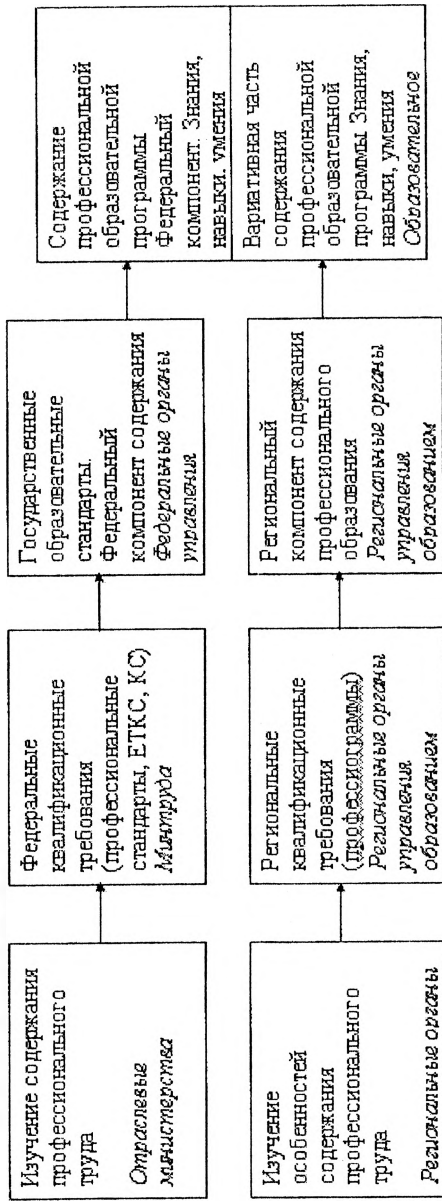 Изучение содержания
профессионального
труда
Отраслевые
министерства
Федеральные
квалификационные
требования
(профессиональные
стандарты, ЕТКС, КС)
Минтруда
Государственные
образовательные
стандарты.
Федеральный
компонент содержания
Федеральные органы
управления
Содержание
профессиональной
образовательной
программы
Федеральный
компонент. Знания,
навыки. умения
Изучение
особенностей
содержания
профессионального
труда
Региональные органы
Региональные
квалификационные
требования
(профессиограммы)
Региональные органы
управления
образованием
Региональный
компонент содержания
профессионального
образования
Региональные органы
управления
образованием
Вариативная часть
содержания
профессиональной
образовательной
программы Знания,
навыки, умения
Образовательное